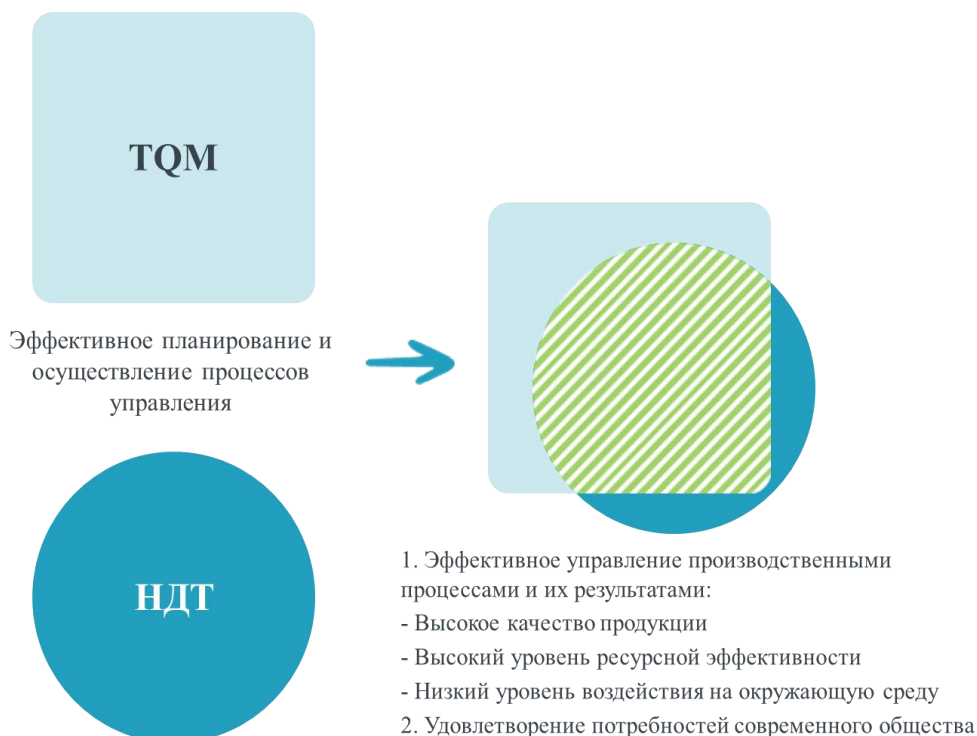 TQM
Эффективное планирование и
осуществление процессов
управления
НДТ
1. Эффективное управление производственными
процессами и их результатами:
- Высокое качество продукции
- Высокий уровень ресурсной эффективности
- Низкий уровень воздействия на окружающую среду
2. Удовлетворение потребностей современного общества